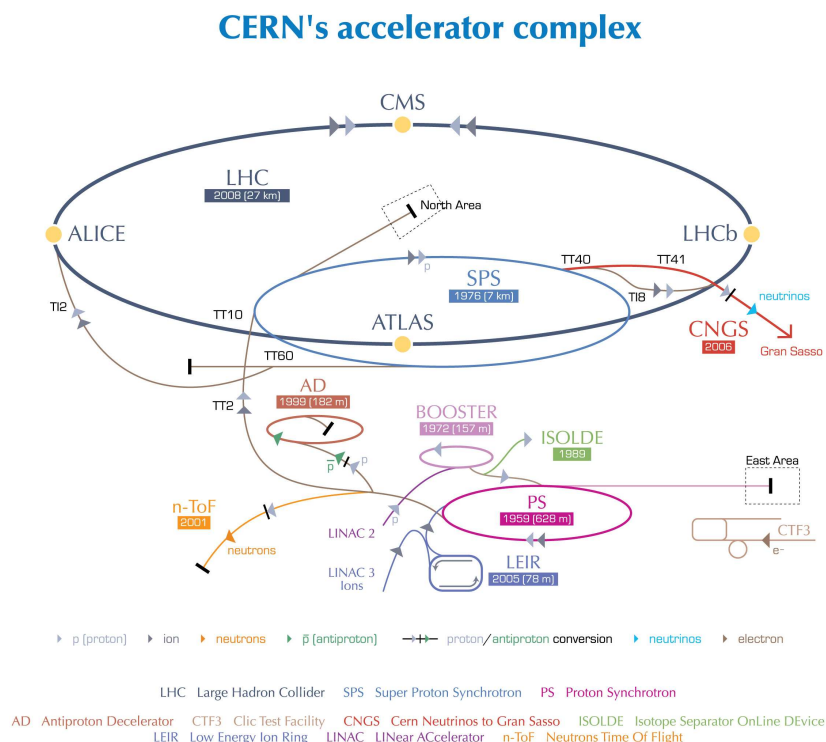 CERN's accelerator complex
CMS
LHC
2008 (27 km)
North Area
ALICE
LHCb
TT40
TT41
SPS
1976 (7 km)
p
TI8
TI2
TT10
ATLAS
neutrinos
CNGS
2006
Gran Sasso
TT60
AD
1999 (182 m)
TT2
BOOSTER
1972 (157 m)
ISOLDE
1989
p̅
p
East Area
n-ToF
2001
PS
1959 (628 m)
LINAC 2
p
neutrons
CTF3
e⁻
LEIR
2005 (78 m)
LINAC 3
Ions
p (proton)
ion
neutrons
p̅ (antiproton)
proton/antiproton conversion
neutrinos
electron
LHC Large Hadron Collider SPS Super Proton Synchrotron PS Proton Synchrotron
AD Antiproton Decelerator CTF3 Clic Test Facility CNGS Cern Neutrinos to Gran Sasso ISOLDE Isotope Separator OnLine DEvice
LEIR Low Energy Ion Ring LINAC LINear ACcelerator n-ToF Neutrons Time Of Flight